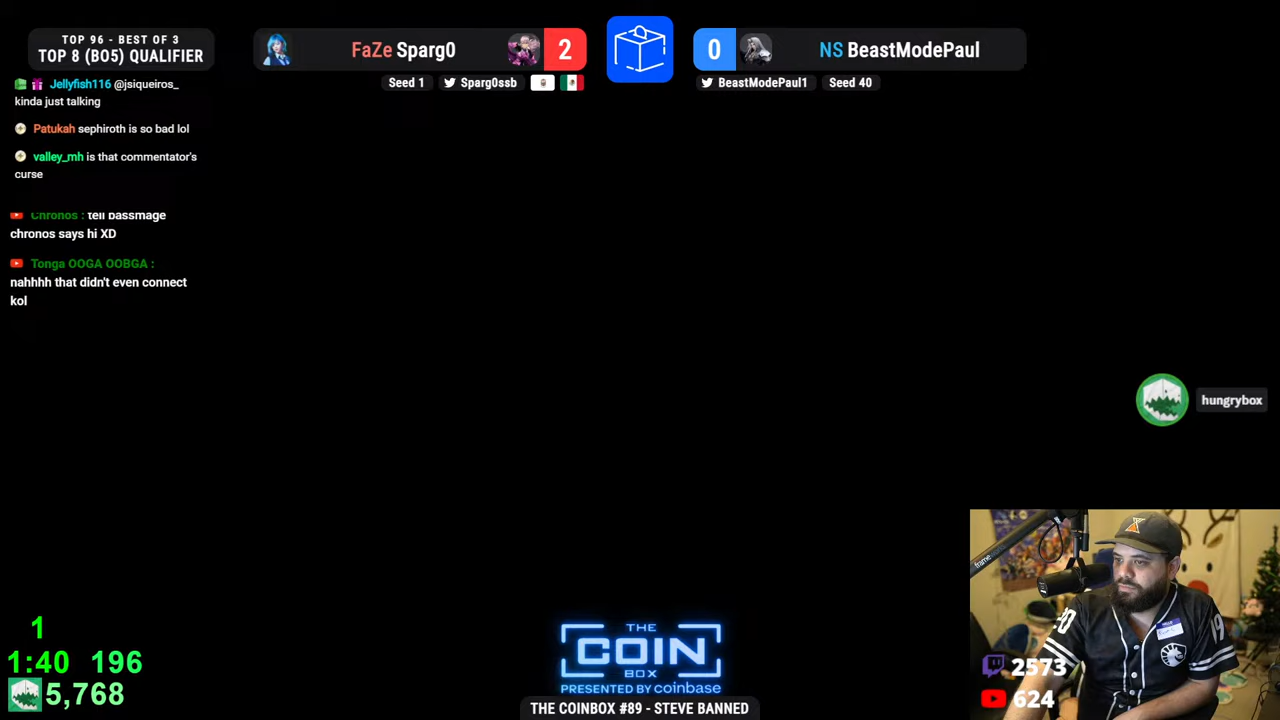 TOP 96 - BEST OF 3
TOP 8 (BO5) QUALIFIER
FaZe Sparg0
2
0
NS BeastModePaul
Seed 1
Sparg0ssb
BeastModePaul1
Seed 40
Jellyfish116 @jsiqueiros_
kinda just talking
Patukah sephiroth is so bad lol
valley_mh is that commentator's
curse
Chronos : tell bassmage
chronos says hi XD
Tonga OOGA OOBGA :
nahhhh that didn't even connect
kol
hungrybox
frame
19
2573
624
1
1:40 196
5,768
THE
COIN
BOX
PRESENTED BY coinbase
THE COINBOX #89 - STEVE BANNED